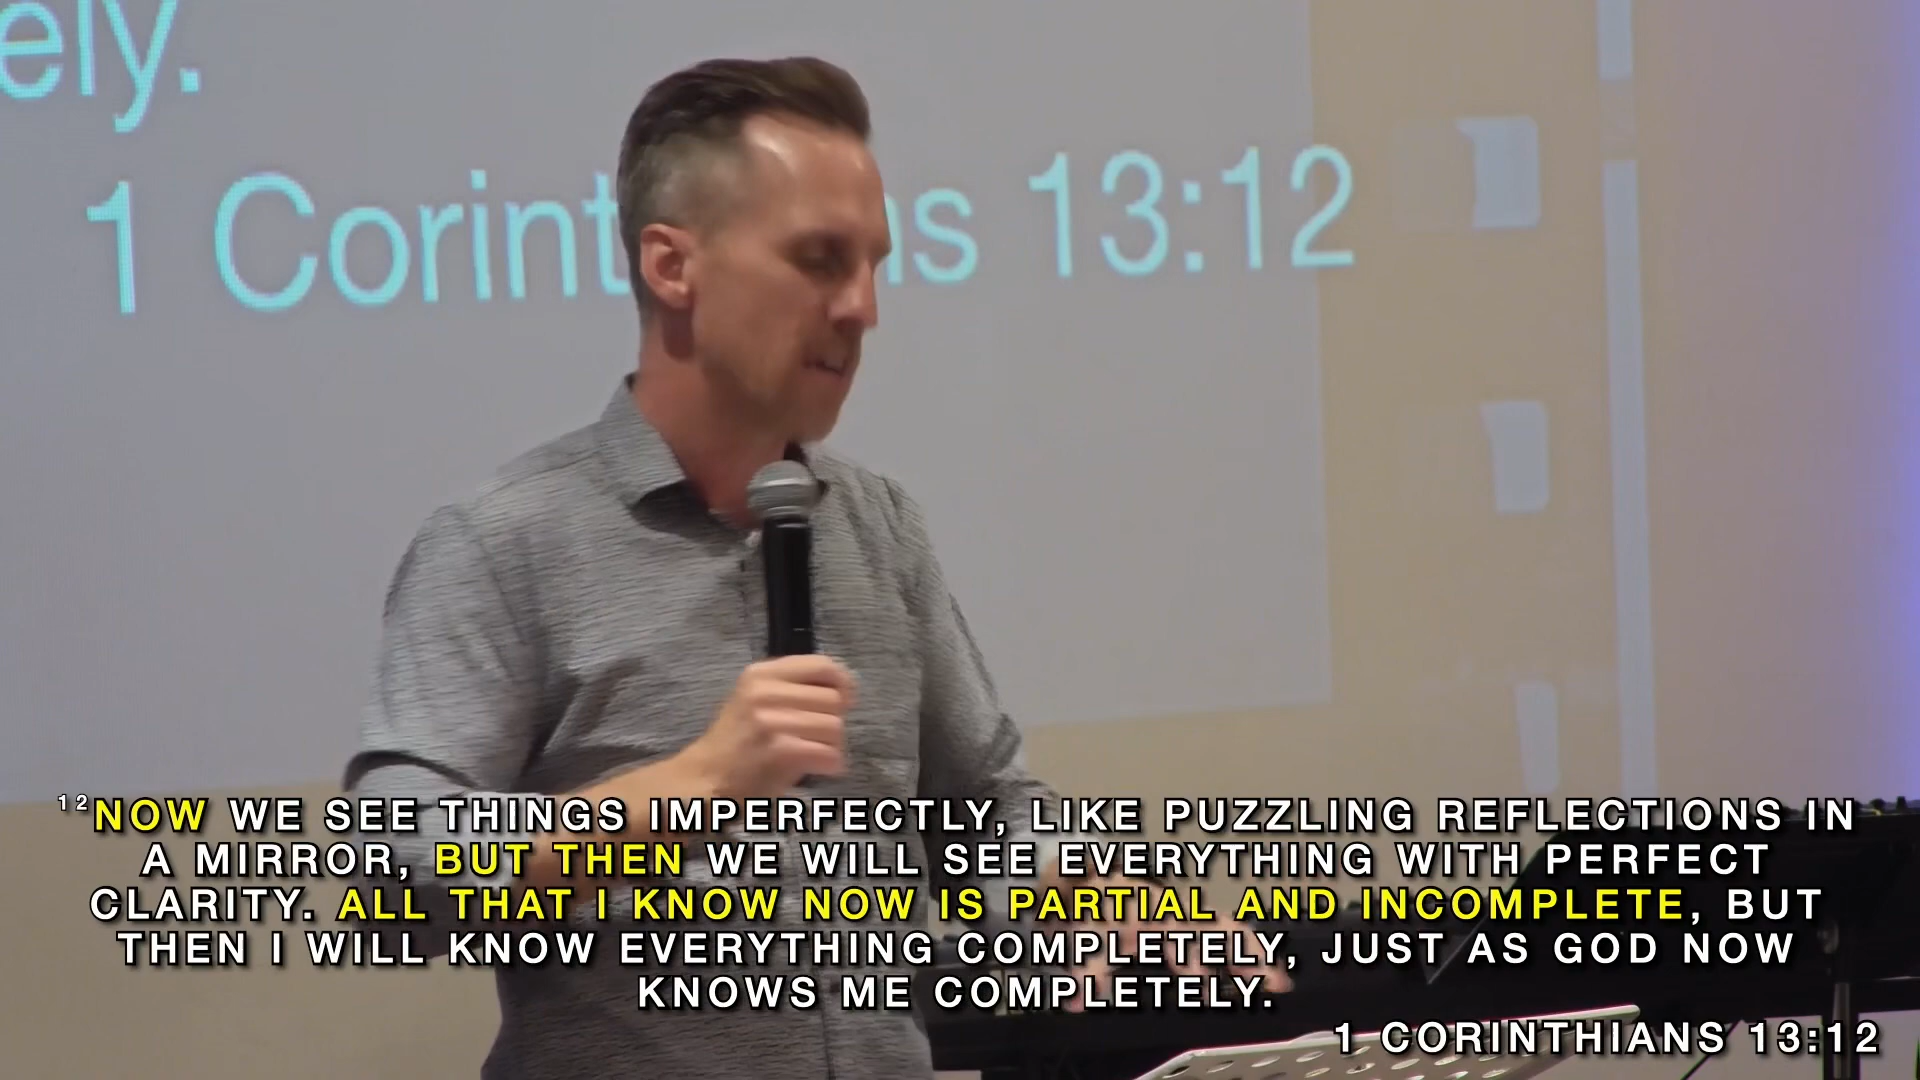 ely.
1 Corint ns 13:12
12NOW WE SEE THINGS IMPERFECTLY, LIKE PUZZLING REFLECTIONS IN
A MIRROR, BUT THEN WE WILL SEE EVERYTHING WITH PERFECT
CLARITY. ALL THAT I KNOW NOW IS PARTIAL AND INCOMPLETE, BUT
THEN I WILL KNOW EVERYTHING COMPLETELY, JUST AS GOD NOW
KNOWS ME COMPLETELY.
1 CORINTHIANS 13:12